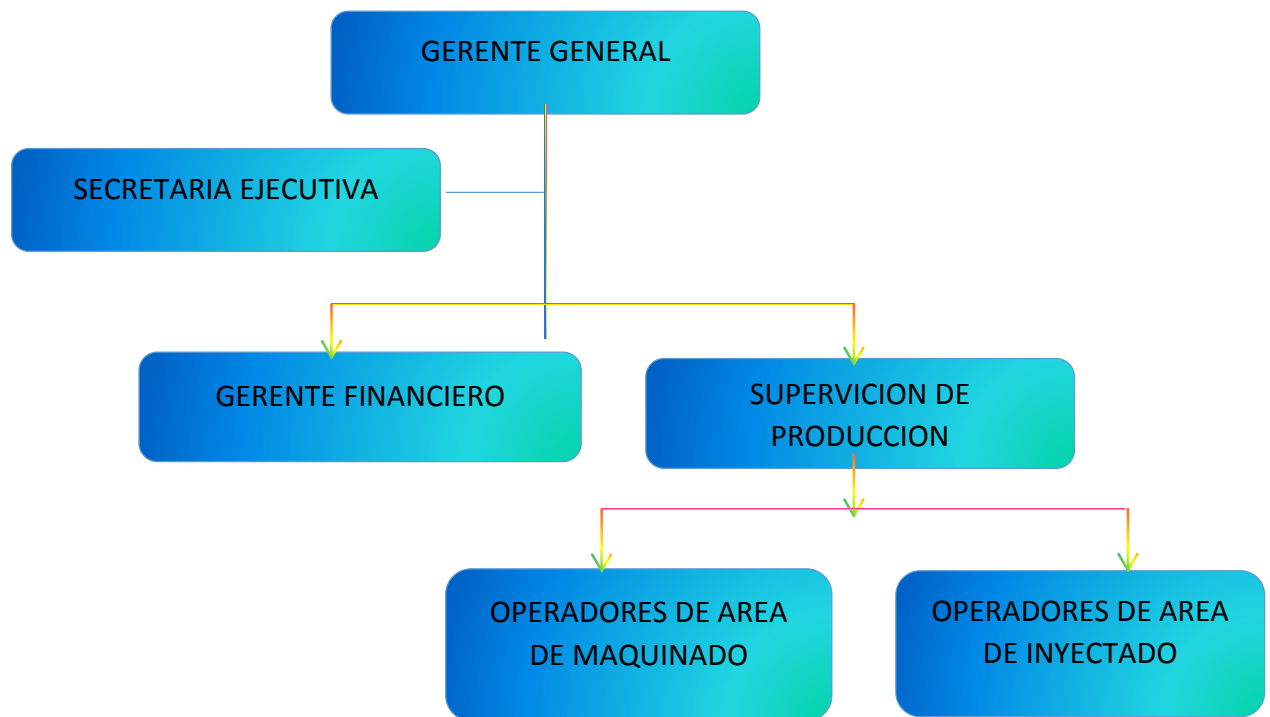 GERENTE GENERAL
SECRETARIA EJECUTIVA
GERENTE FINANCIERO
SUPERVICION DE
PRODUCCION
OPERADORES DE AREA
DE MAQUINADO
OPERADORES DE AREA
DE INYECTADO